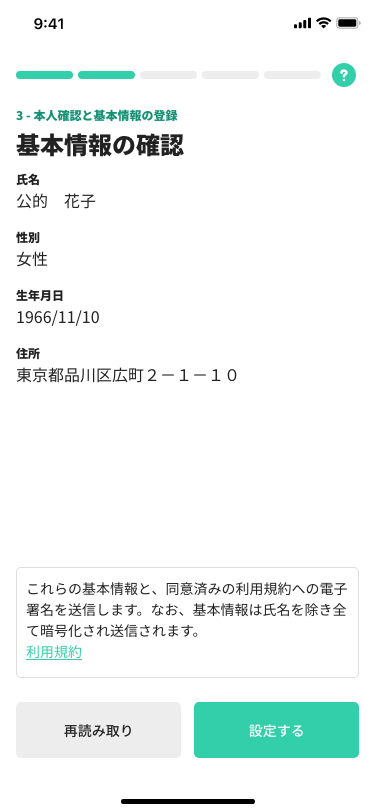 9:41
?
3 - 本人確認と基本情報の登録
基本情報の確認
氏名
公的　花子
性別
女性
生年月日
1966/11/10
住所
東京都品川区広町２－１－１０
これらの基本情報と、同意済みの利用規約への電子
署名を送信します。なお、基本情報は氏名を除き全
て暗号化され送信されます。
利用規約
再読み取り
設定する